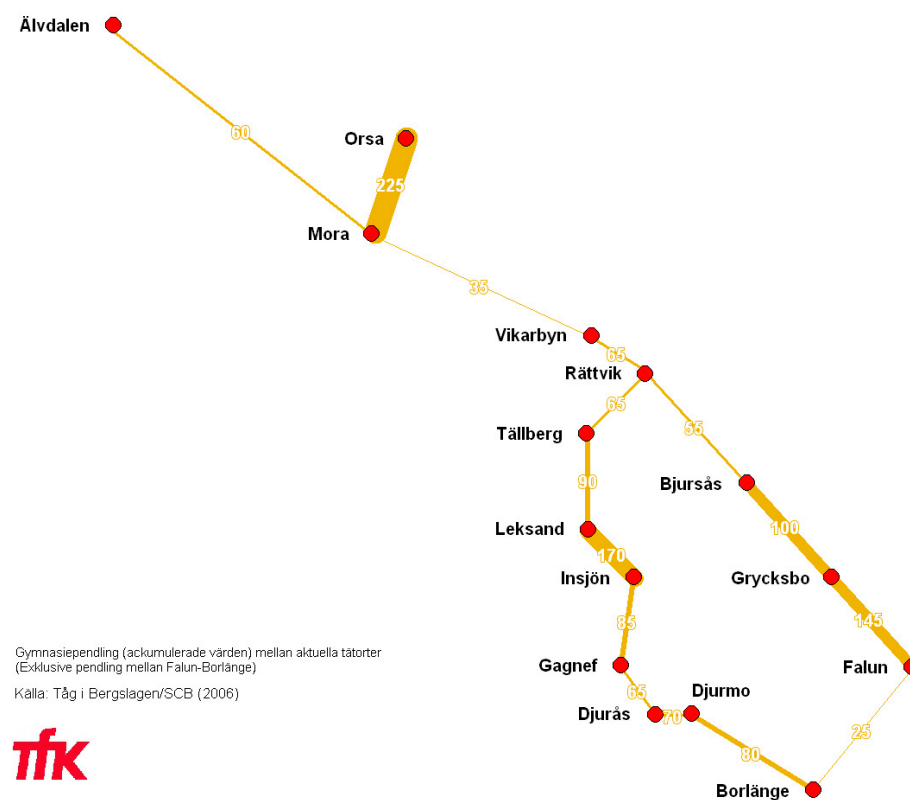 Älvdalen
60
Orsa
225
Mora
35
Vikarbyn
65
Rättvik
65
55
Tällberg
90
Bjursås
100
Leksand
170
Insjön
Grycksbo
85
145
Gymnasiependling (ackumulerade värden) mellan aktuella tätorter
(Exklusive pendling mellan Falun-Borlänge)
Källa: Tåg i Bergslagen/SCB (2006)
Gagnef
Falun
65
Djurmo
Djurås
70
25
80
TfK
Borlänge